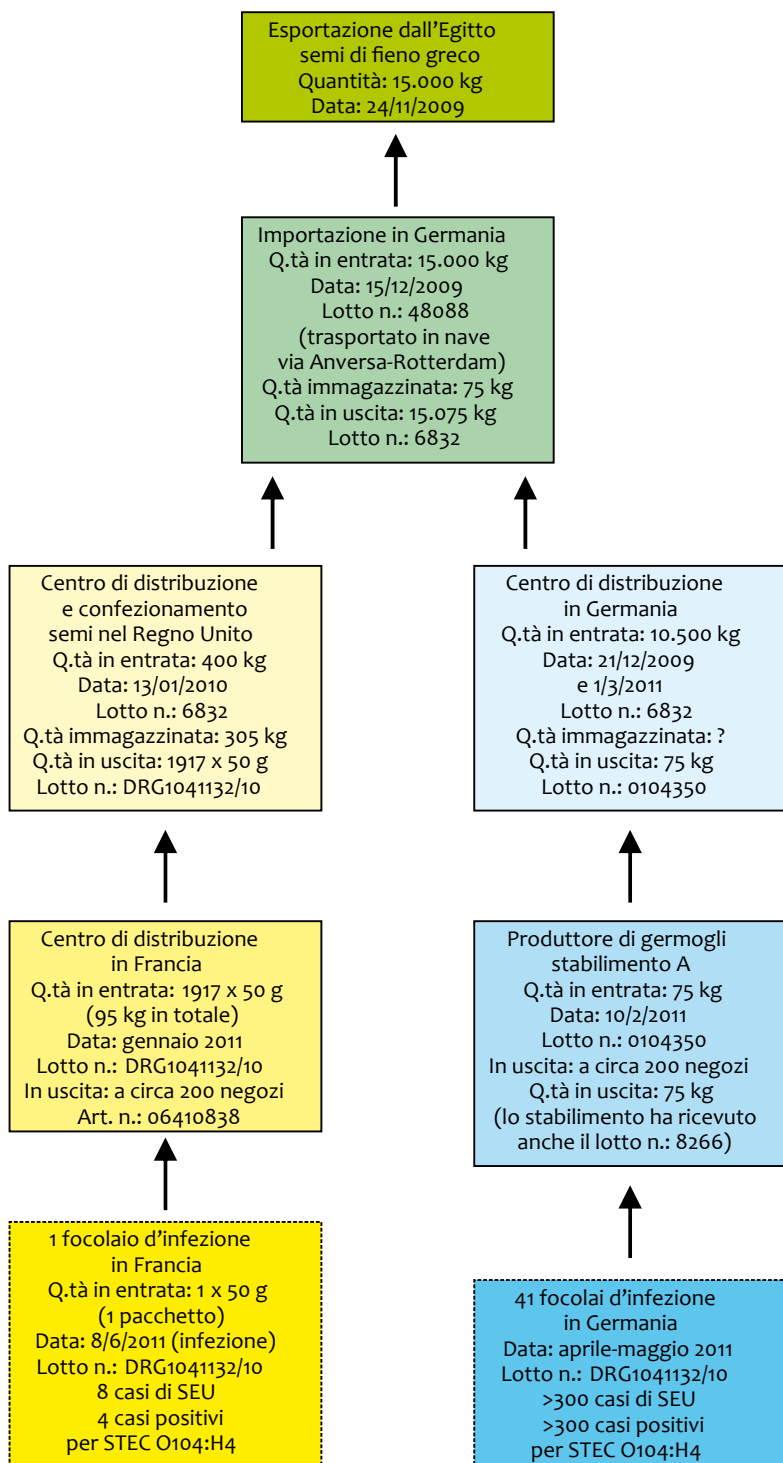 Esportazione dall'Egitto
semi di fieno greco
Quantità: 15.000 kg
Data: 24/11/2009
Importazione in Germania
Q.tà in entrata: 15.000 kg
Data: 15/12/2009
Lotto n.: 48088
(trasportato in nave
via Anversa-Rotterdam)
Q.tà immagazzinata: 75 kg
Q.tà in uscita: 15.075 kg
Lotto n.: 6832
Centro di distribuzione
e confezionamento
semi nel Regno Unito
Q.tà in entrata: 400 kg
Data: 13/01/2010
Lotto n.: 6832
Q.tà immagazzinata: 305 kg
Q.tà in uscita: 1917 x 50 g
Lotto n.: DRG1041132/10
Centro di distribuzione
in Germania
Q.tà in entrata: 10.500 kg
Data: 21/12/2009
e 1/3/2011
Lotto n.: 6832
Q.tà immagazzinata: ?
Q.tà in uscita: 75 kg
Lotto n.: 0104350
Centro di distribuzione
in Francia
Q.tà in entrata: 1917 x 50 g
(95 kg in totale)
Data: gennaio 2011
Lotto n.: DRG1041132/10
In uscita: a circa 200 negozi
Art. n.: 06410838
Produttore di germogli
stabilimento A
Q.tà in entrata: 75 kg
Data: 10/2/2011
Lotto n.: 0104350
In uscita: a circa 200 negozi
Q.tà in uscita: 75 kg
(lo stabilimento ha ricevuto
anche il lotto n.: 8266)
1 focolaio d'infezione
in Francia
Q.tà in entrata: 1 x 50 g
(1 pacchetto)
Data: 8/6/2011 (infezione)
Lotto n.: DRG1041132/10
8 casi di SEU
4 casi positivi
per STEC O104:H4
41 focolai d'infezione
in Germania
Data: aprile-maggio 2011
Lotto n.: DRG1041132/10
>300 casi di SEU
>300 casi positivi
per STEC O104:H4